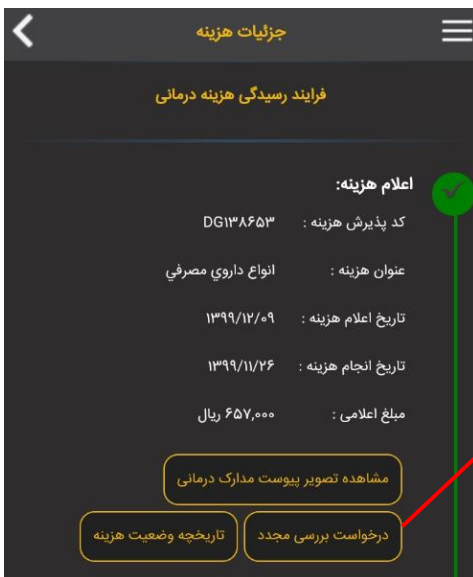 جزئیات هزینه
فرایند رسیدگی هزینه درمانی
اعلام هزینه:
کد پذیرش هزینه : DG۱۳۸۶۵۳
عنوان هزینه : انواع داروي مصرفي
تاریخ اعلام هزینه : ۱۳۹۹/۱۲/۰۹
تاریخ انجام هزینه : ۱۳۹۹/۱۱/۲۶
مبلغ اعلامی : ۶۵۷,۰۰۰ ریال
مشاهده تصویر پیوست مدارک درمانی
درخواست بررسی مجدد تاریخچه وضعیت هزینه